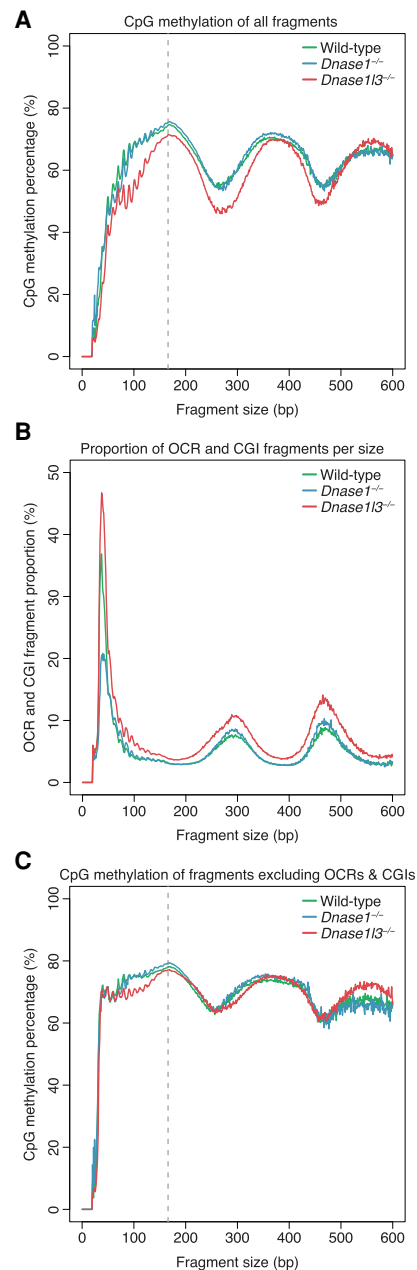 A
CpG methylation of all fragments
CpG methylation percentage (%)
0 20 40 60 80 100
Wild-type
Dnase1−/−
Dnase1l3−/−
0 100 200 300 400 500 600
Fragment size (bp)
B
Proportion of OCR and CGI fragments per size
OCR and CGI fragment proportion (%)
0 10 20 30 40 50
Wild-type
Dnase1−/−
Dnase1l3−/−
0 100 200 300 400 500 600
Fragment size (bp)
C
CpG methylation of fragments excluding OCRs & CGIs
CpG methylation percentage (%)
0 20 40 60 80 100
Wild-type
Dnase1−/−
Dnase1l3−/−
0 100 200 300 400 500 600
Fragment size (bp)